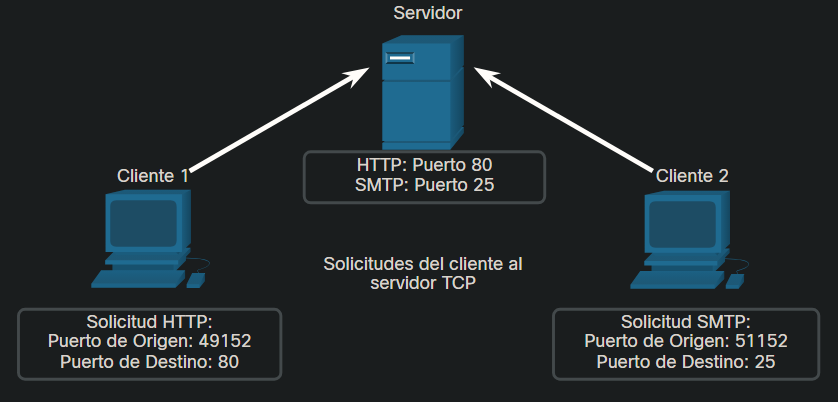 Servidor
HTTP: Puerto 80
SMTP: Puerto 25
Cliente 1
Cliente 2
Solicitudes del cliente al
servidor TCP
Solicitud HTTP:
Puerto de Origen: 49152
Puerto de Destino: 80
Solicitud SMTP:
Puerto de Origen: 51152
Puerto de Destino: 25